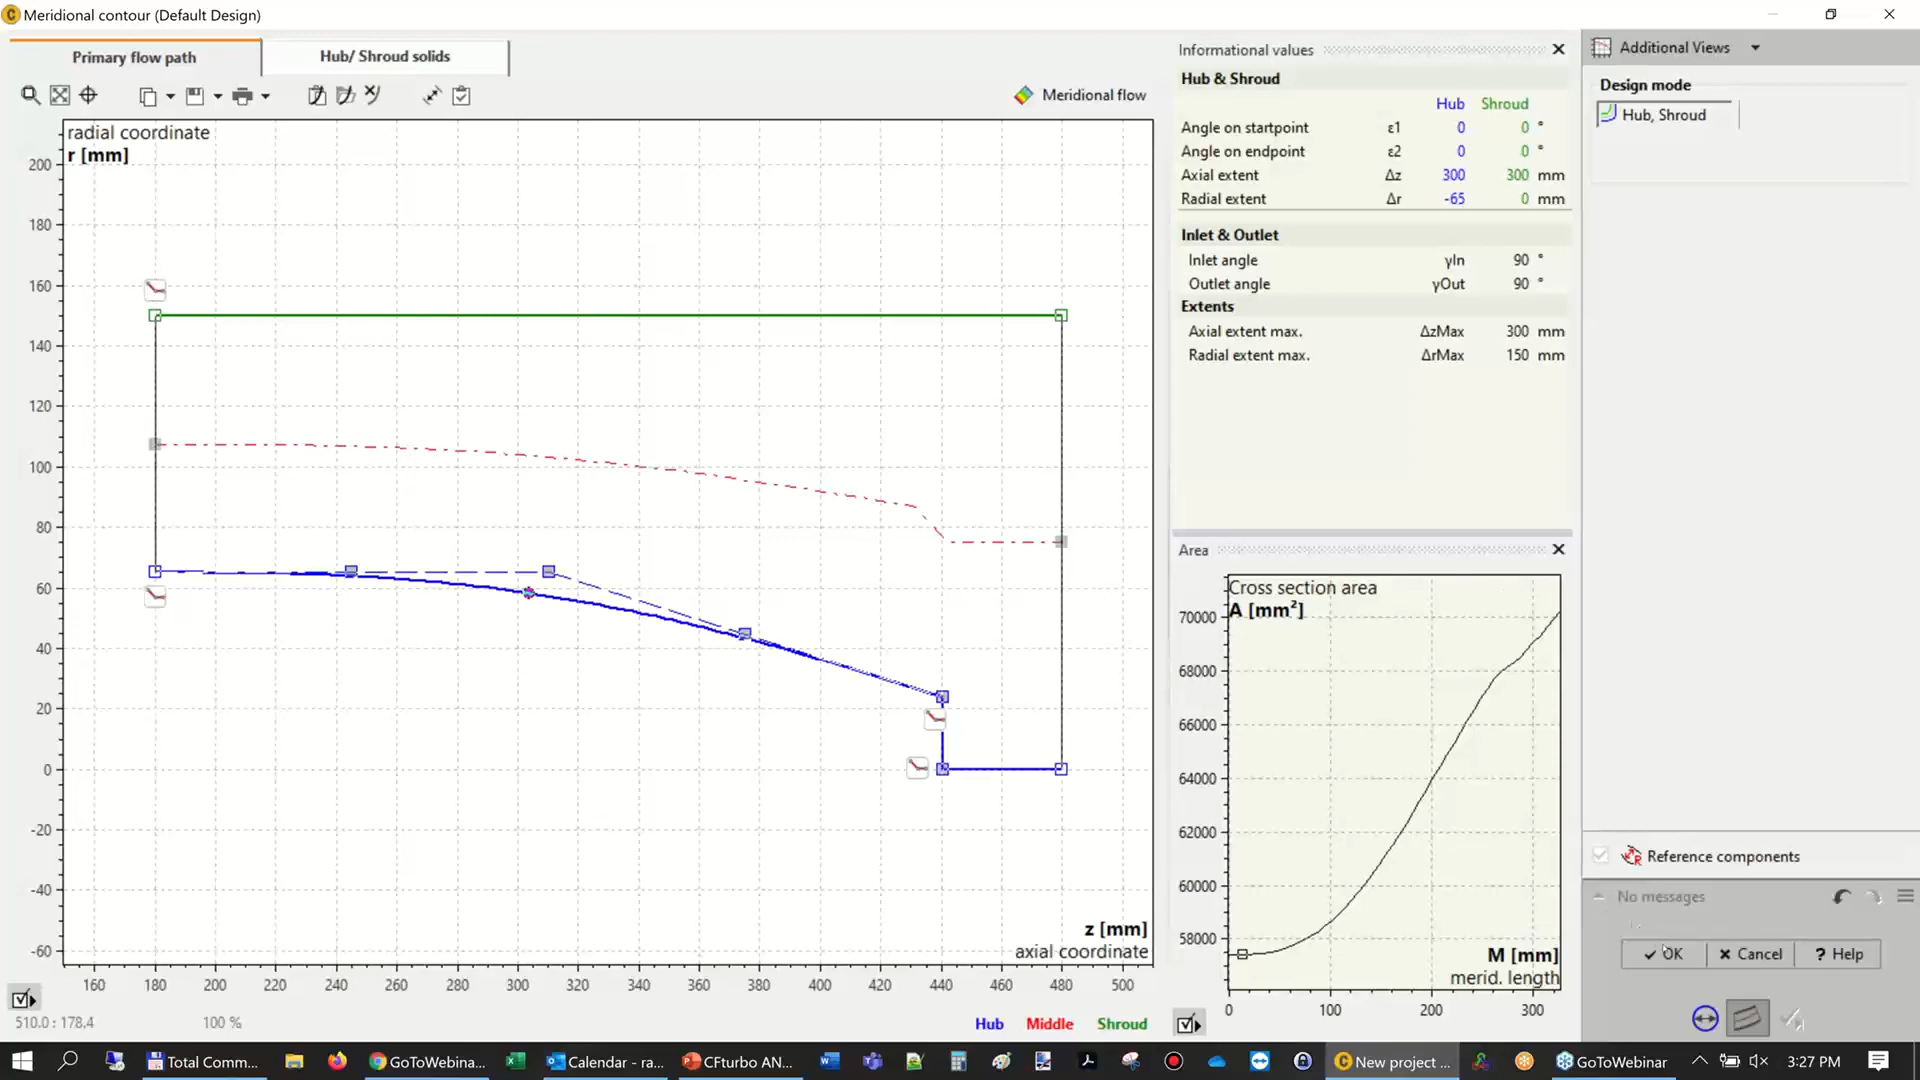 Meridional contour (Default Design)
Primary flow path
Hub/ Shroud solids
Meridional flow
radial coordinate
r [mm]
200
180
160
140
120
100
80
60
40
20
0
-20
-40
-60
z [mm]
axial coordinate
160 180 200 220 240 260 280 300 320 340 360 380 400 420 440 460 480 500
510.0 : 178.4
100 %
Hub Middle Shroud
Informational values
Hub & Shroud
Hub Shroud
Angle on startpoint ε1 0 0 °
Angle on endpoint ε2 0 0 °
Axial extent Δz 300 300 mm
Radial extent Δr -65 0 mm
Inlet & Outlet
Inlet angle γIn 90 °
Outlet angle γOut 90 °
Extents
Axial extent max. ΔzMax 300 mm
Radial extent max. ΔrMax 150 mm
Area
Cross section area
A [mm²]
70000
68000
66000
64000
62000
60000
58000
M [mm]
merid. length
0 100 200 300
Additional Views
Design mode
Hub, Shroud
Reference components
No messages
OK
Cancel
? Help
Total Comm...
GoToWebina...
Calendar - ra...
CFturbo AN...
New project ...
GoToWebinar
3:27 PM